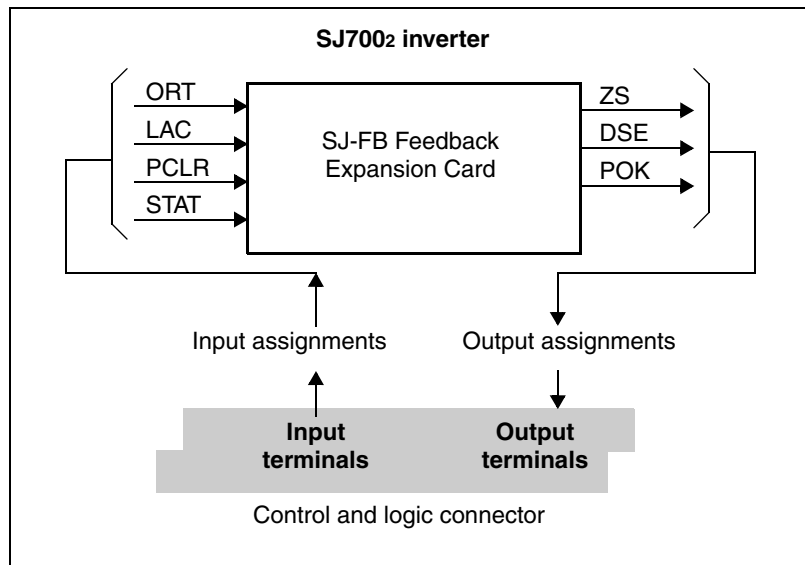 SJ7002 inverter
ORT
LAC
PCLR
STAT
SJ-FB Feedback
Expansion Card
ZS
DSE
POK
Input assignments
Output assignments
Input
terminals
Output
terminals
Control and logic connector